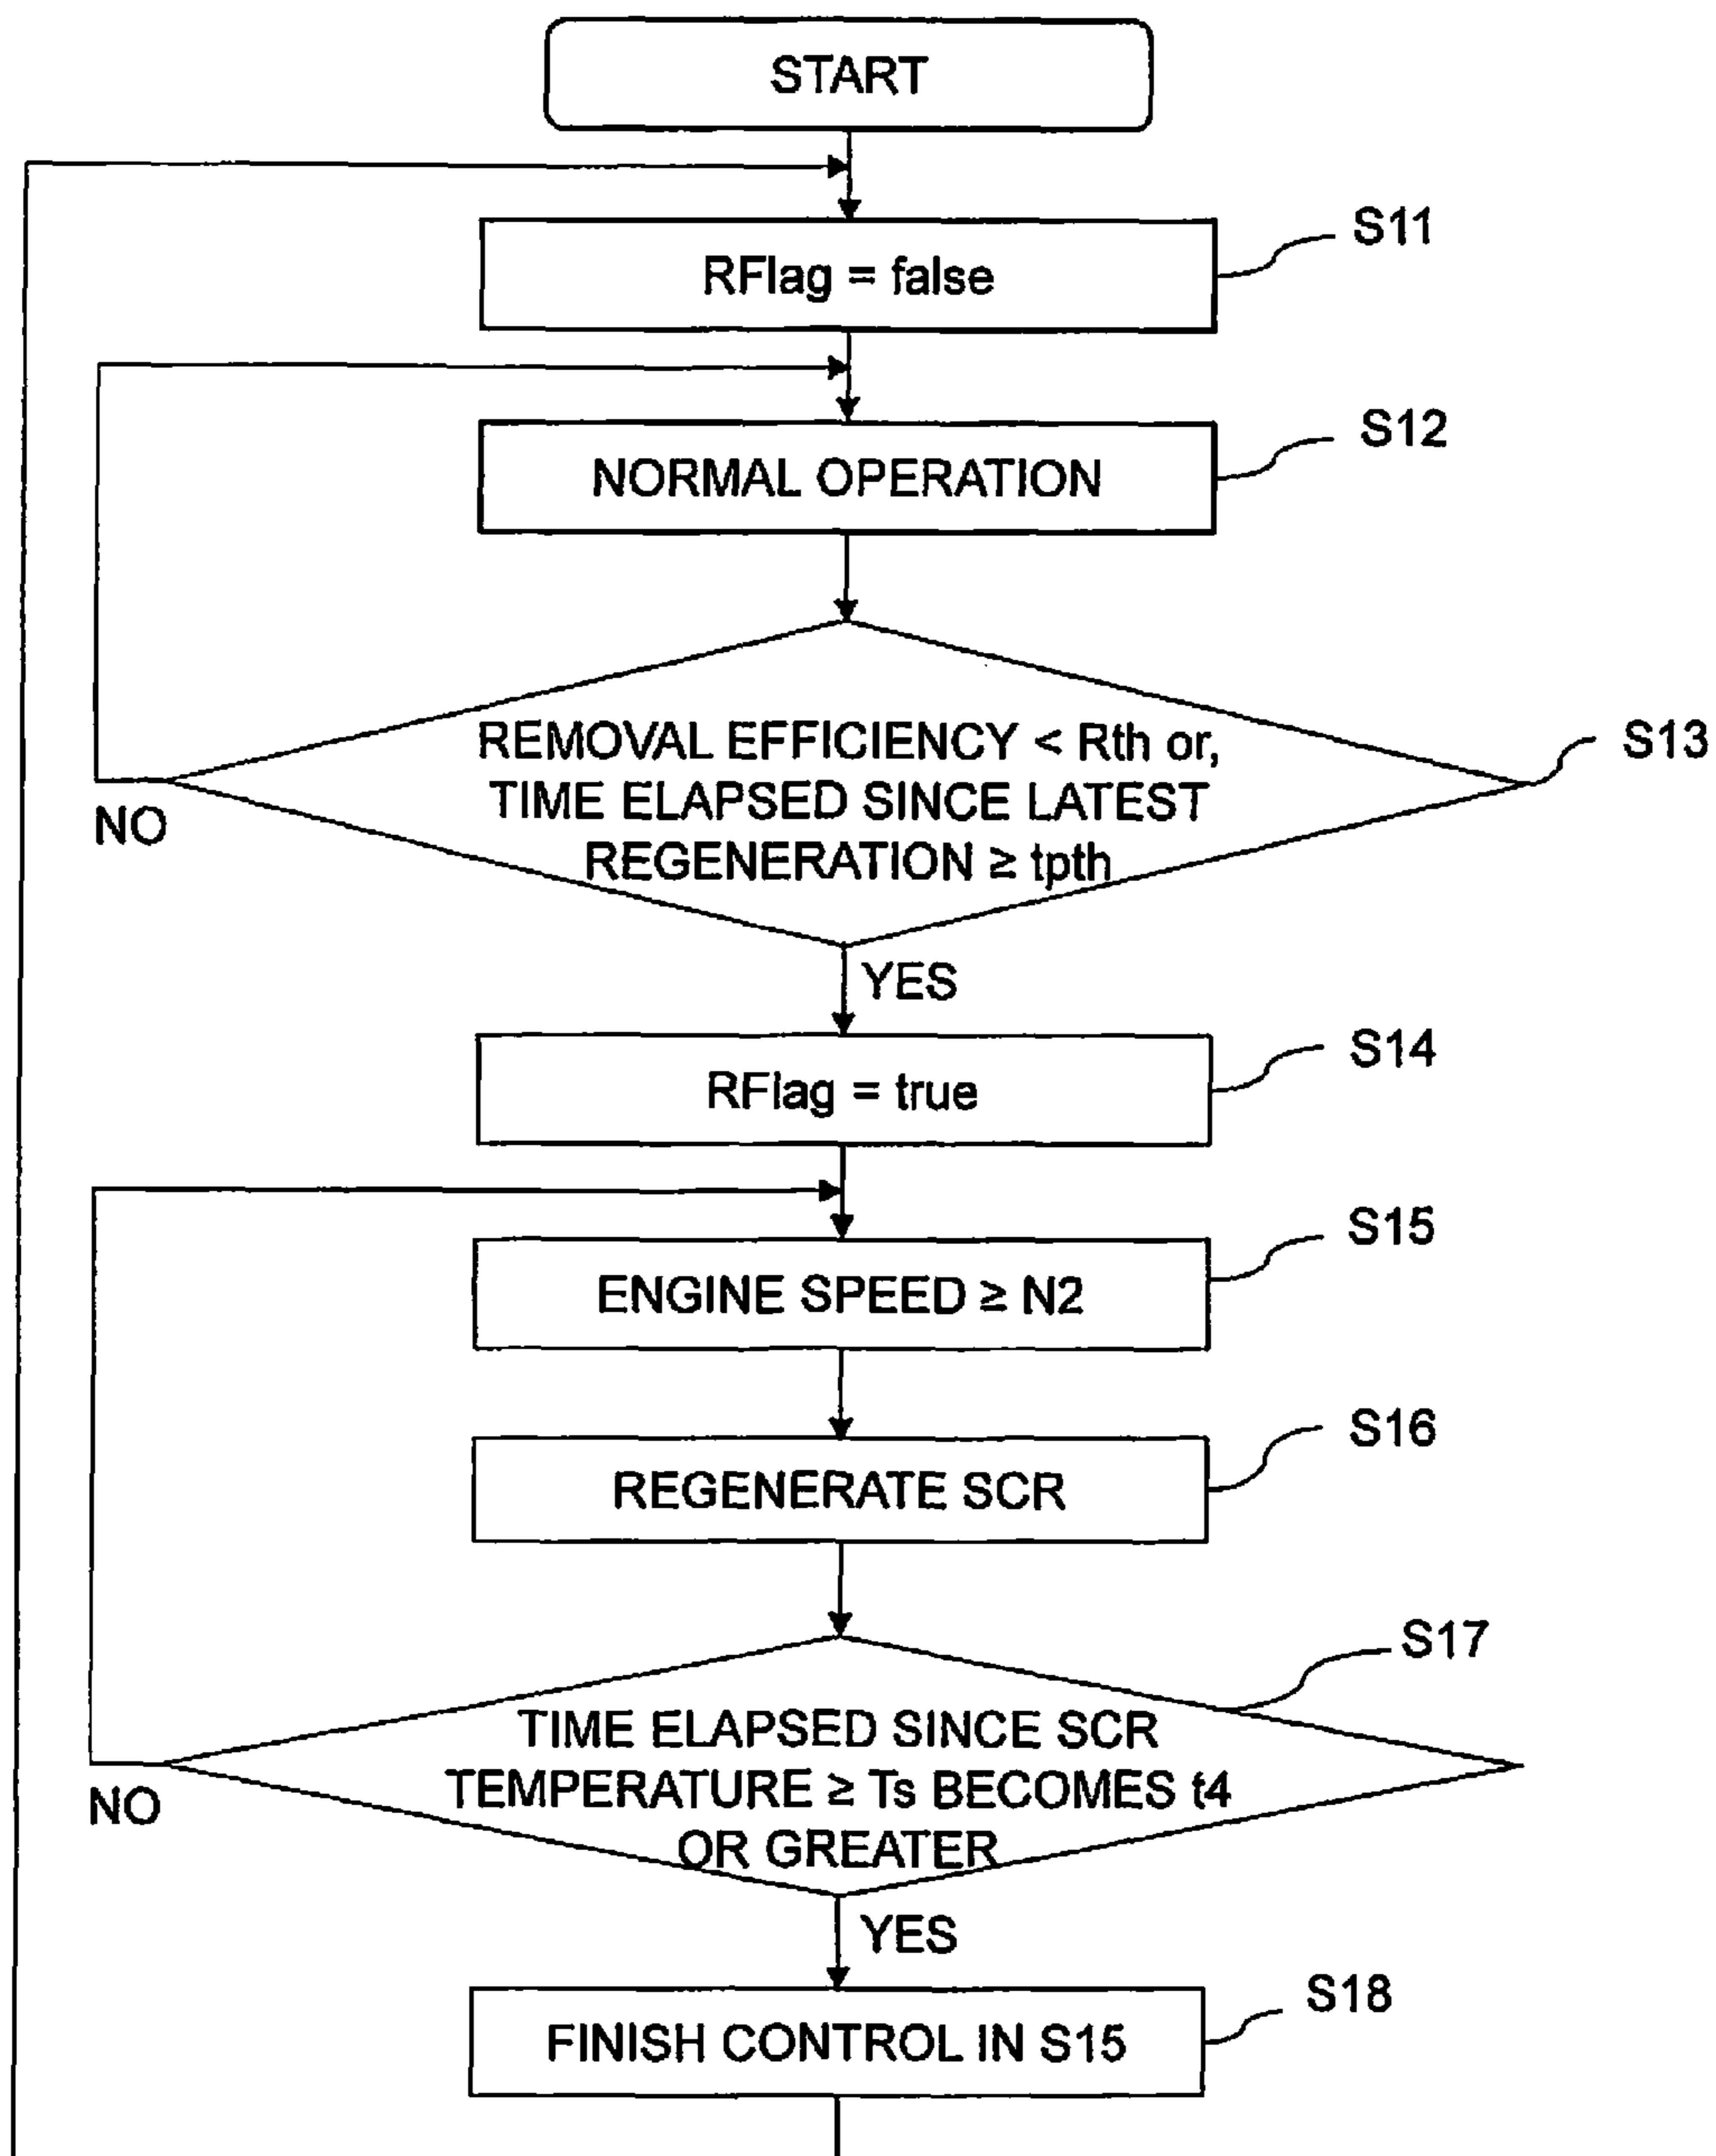 START
S11
RFlag = false
S12
NORMAL OPERATION
REMOVAL EFFICIENCY < Rth or,
S13
TIME ELAPSED SINCE LATEST
REGENERATION ≥ tpth
NO
YES
S14
RFlag = true
S15
ENGINE SPEED ≥ N2
S16
REGENERATE SCR
S17
TIME ELAPSED SINCE SCR
TEMPERATURE ≥ Ts BECOMES t4
OR GREATER
NO
YES
S18
FINISH CONTROL IN S15